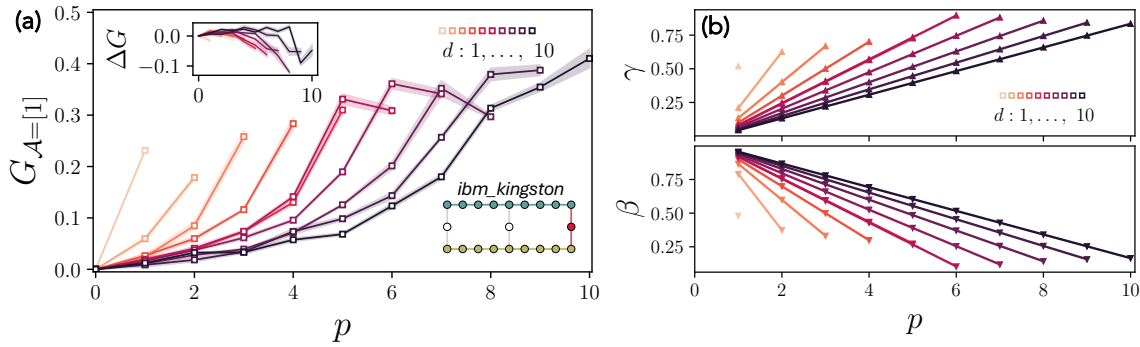 (a)
0.5
0.4
0.3
0.2
0.1
0.0
G𝒜=[1]
ΔG
0.0
−0.1
0
10
d : 1, . . . , 10
ibm_kingston
0 2 4 6 8 10
p
(b)
0.75
0.50
0.25
γ
d : 1, . . . , 10
0.75
0.50
0.25
β
0 2 4 6 8 10
p